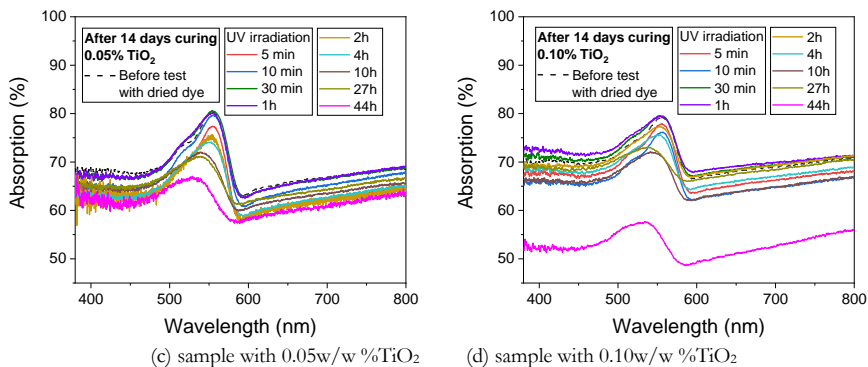 After 14 days curing
0.05% TiO2
Before test
with dried dye
UV irradiation
5 min
10 min
30 min
1h
2h
4h
10h
27h
44h
Absorption (%)
100
90
80
70
60
50
400
500
600
700
800
Wavelength (nm)
(c) sample with 0.05w/w %TiO2
After 14 days curing
0.10% TiO2
Before test
with dried dye
UV irradiation
5 min
10 min
30 min
1h
2h
4h
10h
27h
44h
Absorption (%)
100
90
80
70
60
50
400
500
600
700
800
Wavelength (nm)
(d) sample with 0.10w/w %TiO2